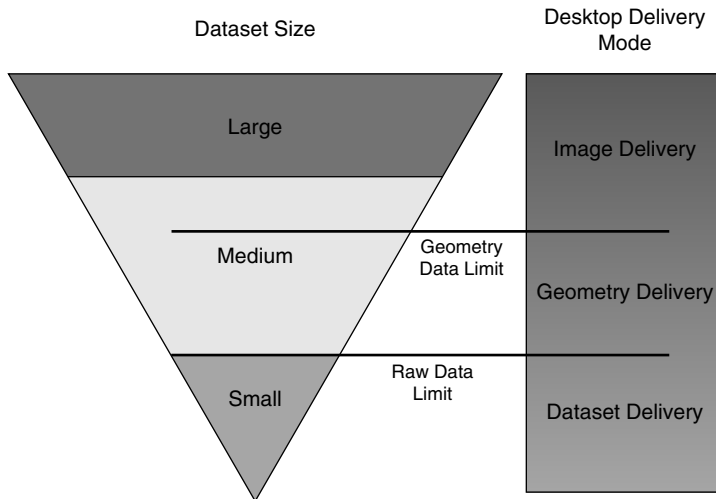 Dataset Size
Desktop Delivery
Mode
Large
Image Delivery
Medium
Geometry
Data Limit
Geometry Delivery
Raw Data
Limit
Small
Dataset Delivery